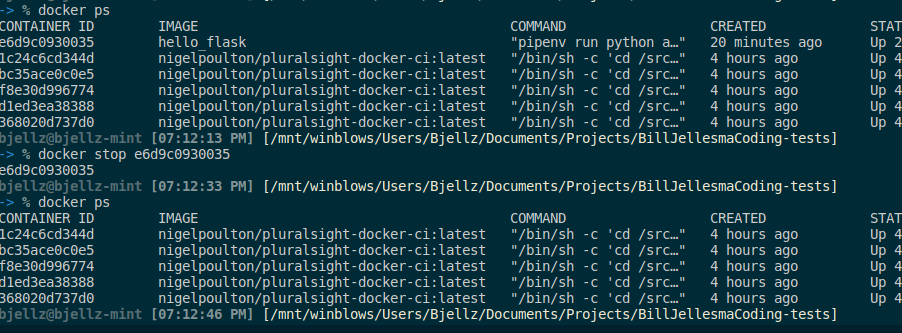 -> % docker ps
CONTAINER ID IMAGE COMMAND CREATED STAT
e6d9c0930035 hello_flask "pipenv run python a…" 20 minutes ago Up 2
1c24c6cd344d nigelpoulton/pluralsight-docker-ci:latest "/bin/sh -c 'cd /src…" 4 hours ago Up 4
bc35ace0c0e5 nigelpoulton/pluralsight-docker-ci:latest "/bin/sh -c 'cd /src…" 4 hours ago Up 4
f8e30d996774 nigelpoulton/pluralsight-docker-ci:latest "/bin/sh -c 'cd /src…" 4 hours ago Up 4
d1ed3ea38388 nigelpoulton/pluralsight-docker-ci:latest "/bin/sh -c 'cd /src…" 4 hours ago Up 4
368020d737d0 nigelpoulton/pluralsight-docker-ci:latest "/bin/sh -c 'cd /src…" 4 hours ago Up 4
bjellz@bjellz-mint [07:12:13 PM] [/mnt/winblows/Users/Bjellz/Documents/Projects/BillJellesmaCoding-tests]
-> % docker stop e6d9c0930035
e6d9c0930035
bjellz@bjellz-mint [07:12:33 PM] [/mnt/winblows/Users/Bjellz/Documents/Projects/BillJellesmaCoding-tests]
-> % docker ps
CONTAINER ID IMAGE COMMAND CREATED STAT
1c24c6cd344d nigelpoulton/pluralsight-docker-ci:latest "/bin/sh -c 'cd /src…" 4 hours ago Up 4
bc35ace0c0e5 nigelpoulton/pluralsight-docker-ci:latest "/bin/sh -c 'cd /src…" 4 hours ago Up 4
f8e30d996774 nigelpoulton/pluralsight-docker-ci:latest "/bin/sh -c 'cd /src…" 4 hours ago Up 4
d1ed3ea38388 nigelpoulton/pluralsight-docker-ci:latest "/bin/sh -c 'cd /src…" 4 hours ago Up 4
368020d737d0 nigelpoulton/pluralsight-docker-ci:latest "/bin/sh -c 'cd /src…" 4 hours ago Up 4
bjellz@bjellz-mint [07:12:46 PM] [/mnt/winblows/Users/Bjellz/Documents/Projects/BillJellesmaCoding-tests]